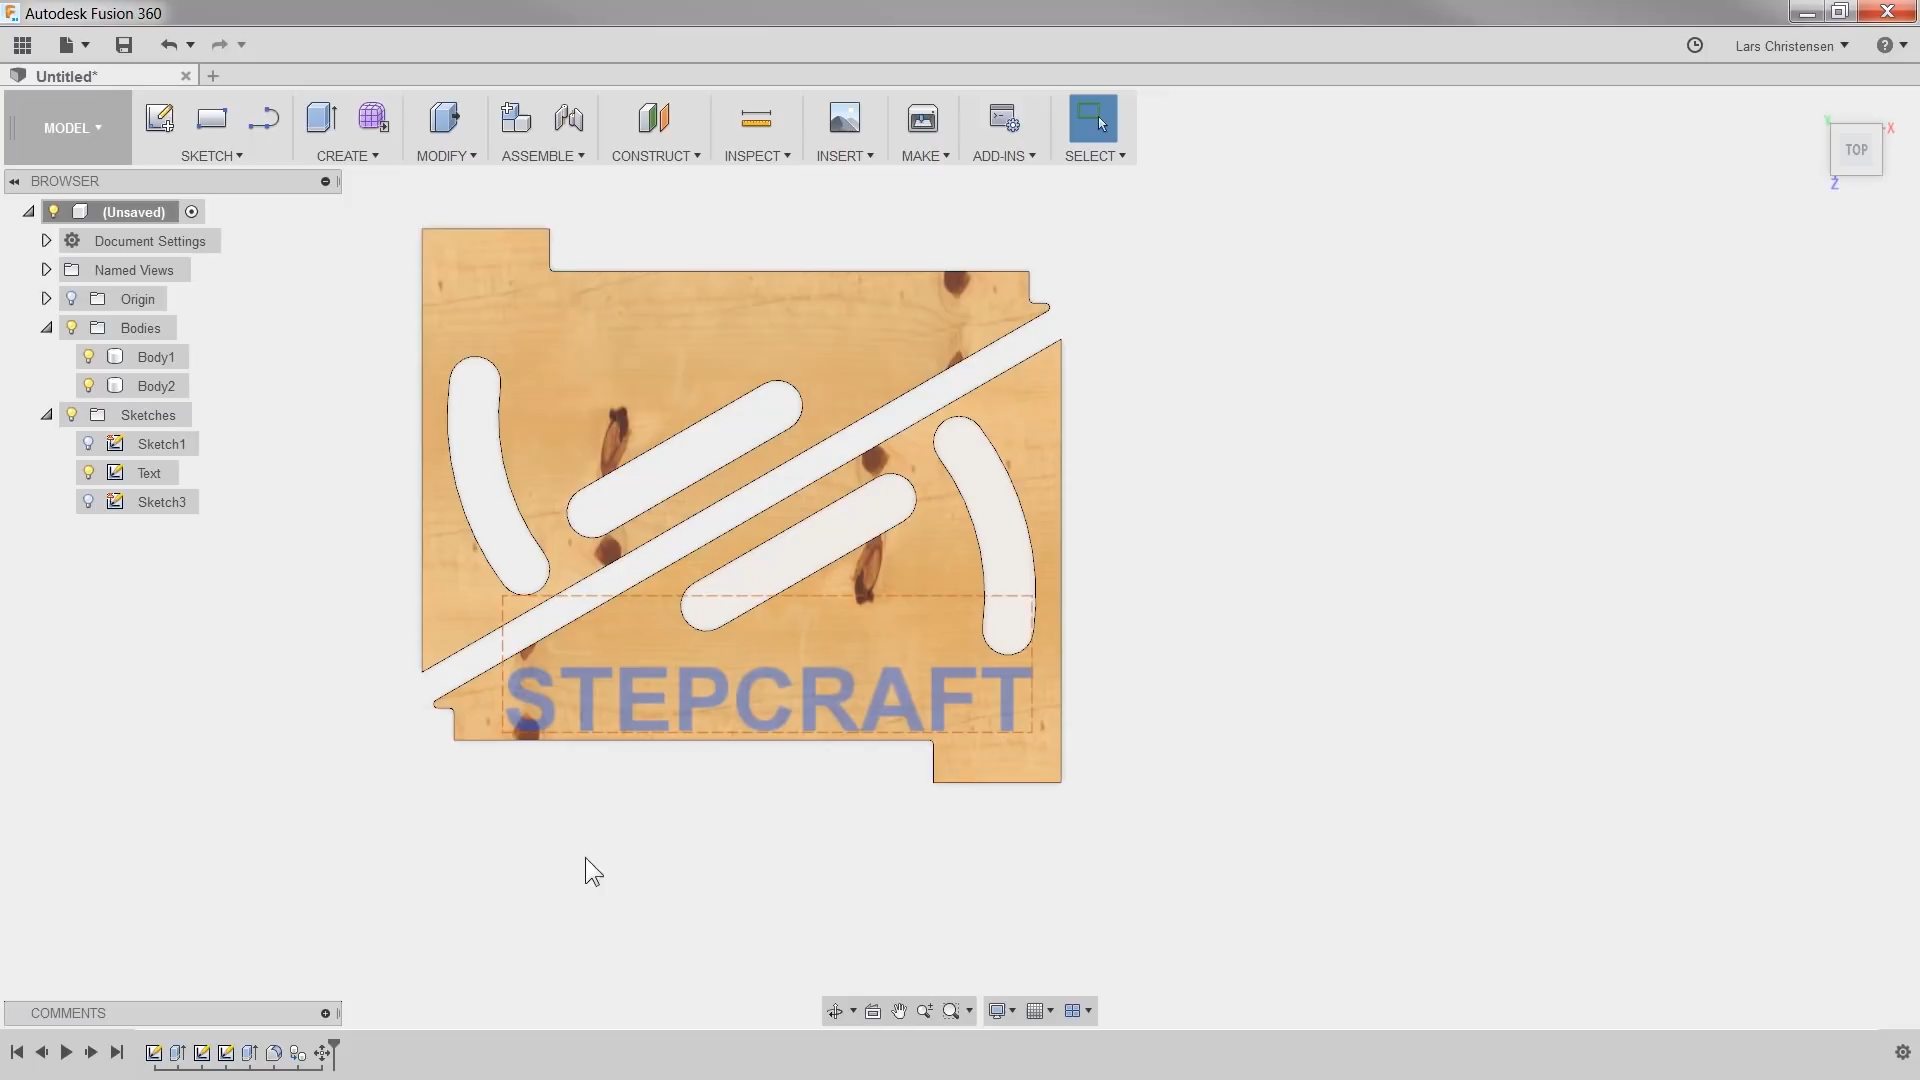 Autodesk Fusion 360
Lars Christensen
Untitled*
MODEL
SKETCH
CREATE
MODIFY
ASSEMBLE
CONSTRUCT
INSPECT
INSERT
MAKE
ADD-INS
SELECT
TOP
X
Y
Z
BROWSER
(Unsaved)
Document Settings
Named Views
Origin
Bodies
Body1
Body2
Sketches
Sketch1
Text
Sketch3
STEPCRAFT
COMMENTS